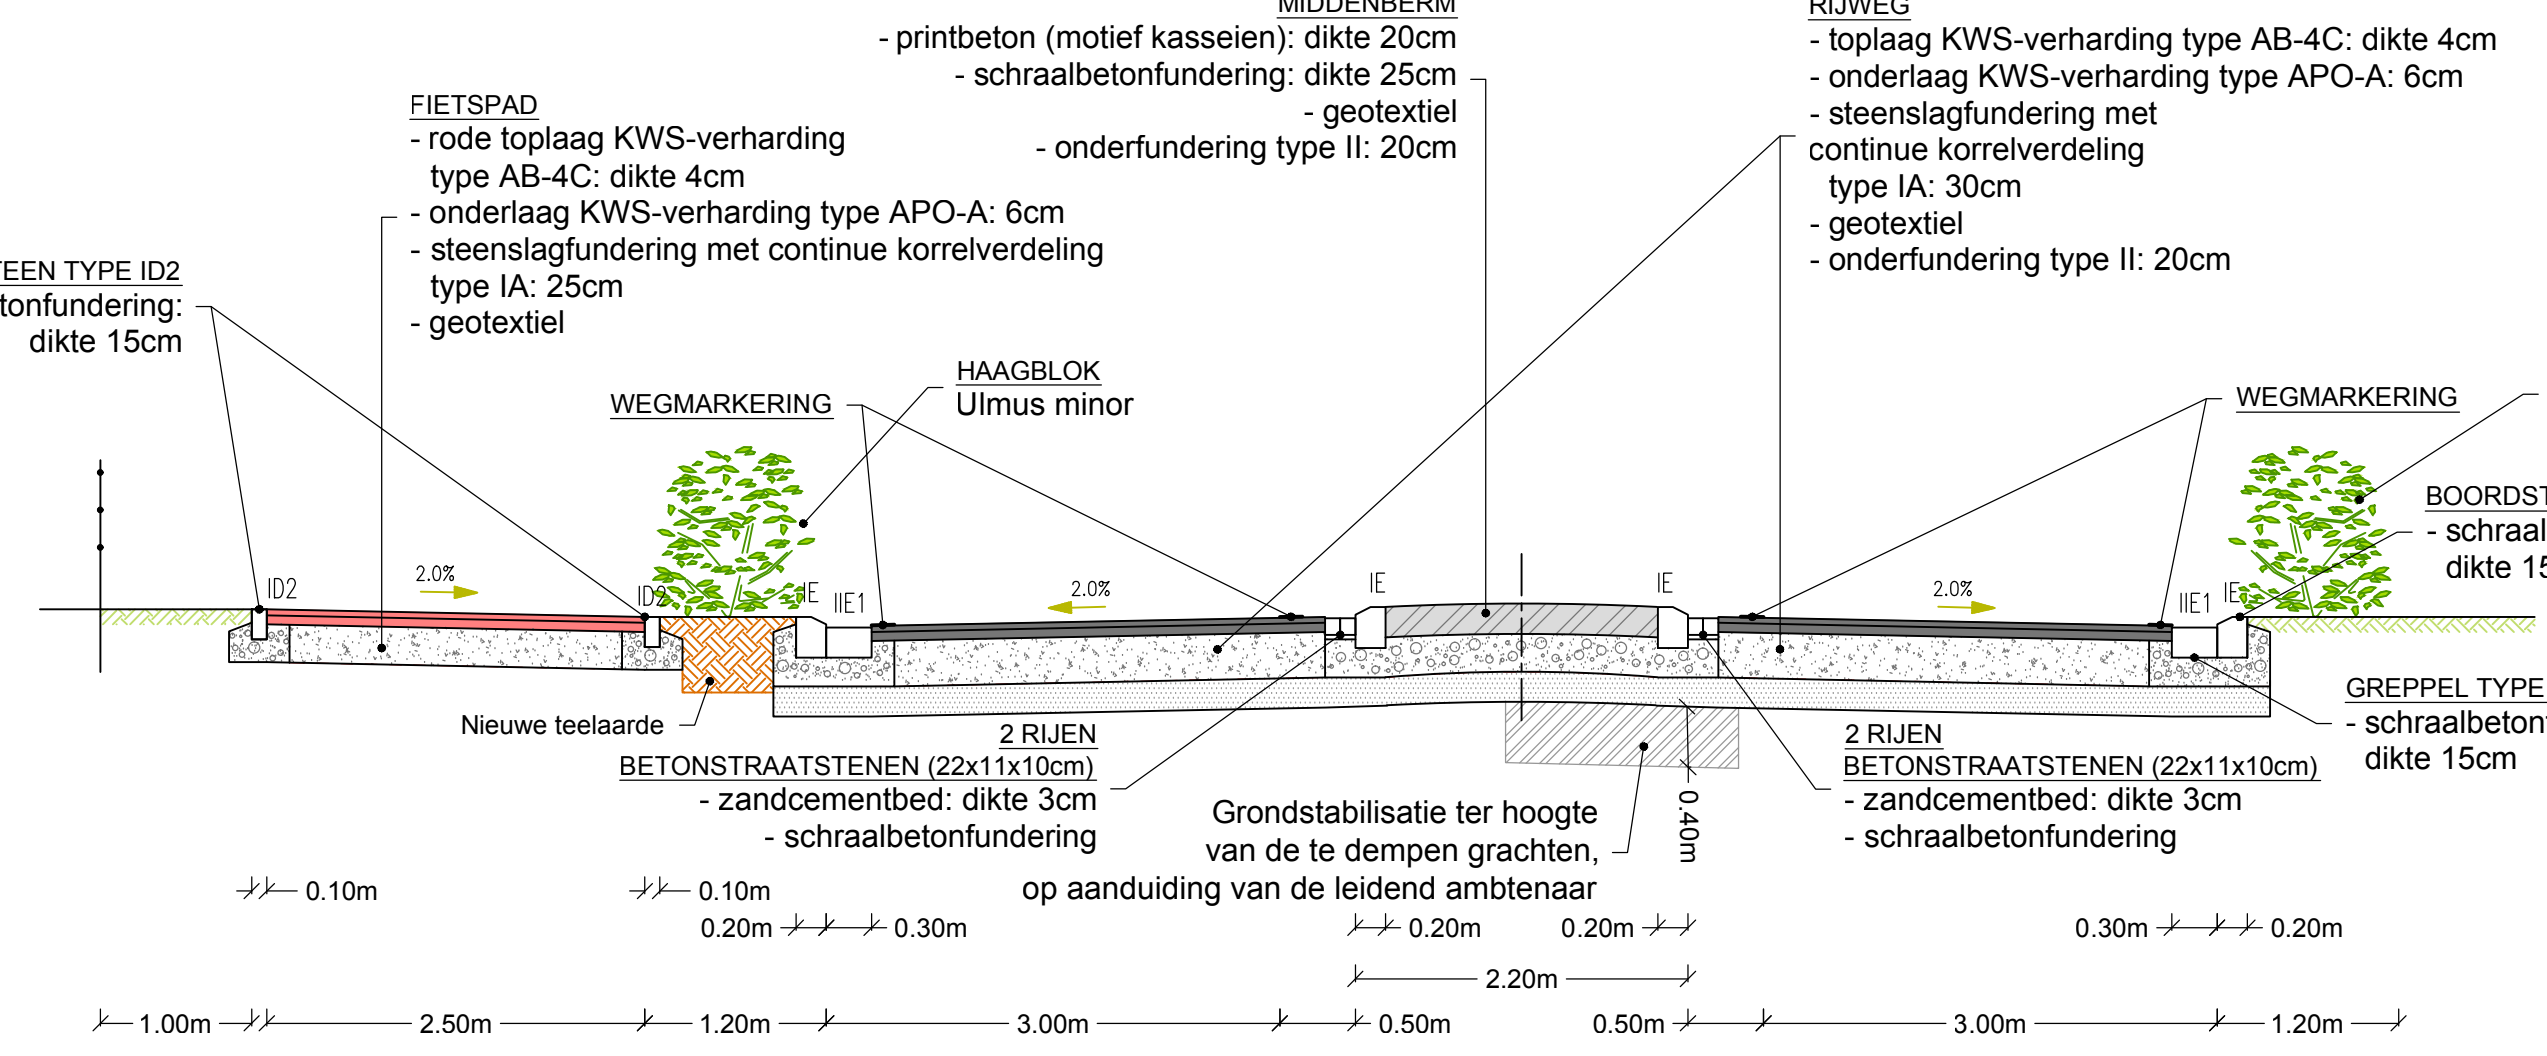 MIDDENBERM
- printbeton (motief kasseien): dikte 20cm
- schraalbetonfundering: dikte 25cm
- geotextiel
- onderfundering type II: 20cm
RIJWEG
- toplaag KWS-verharding type AB-4C: dikte 4cm
- onderlaag KWS-verharding type APO-A: 6cm
- steenslagfundering met
continue korrelverdeling
type IA: 30cm
- geotextiel
- onderfundering type II: 20cm
FIETSPAD
- rode toplaag KWS-verharding
type AB-4C: dikte 4cm
- onderlaag KWS-verharding type APO-A: 6cm
- steenslagfundering met continue korrelverdeling
type IA: 25cm
- geotextiel
TEEN TYPE ID2
tonfundering:
dikte 15cm
HAAGBLOK
Ulmus minor
WEGMARKERING
WEGMARKERING
BOORDST
- schraal
dikte 15
ID2
2.0%
ID2
IE
IIE1
2.0%
IE
IE
2.0%
IIE1
IE
Nieuwe teelaarde
2 RIJEN
BETONSTRAATSTENEN (22x11x10cm)
- zandcementbed: dikte 3cm
- schraalbetonfundering
Grondstabilisatie ter hoogte
van de te dempen grachten,
op aanduiding van de leidend ambtenaar
0.40m
2 RIJEN
BETONSTRAATSTENEN (22x11x10cm)
- zandcementbed: dikte 3cm
- schraalbetonfundering
GREPPEL TYPE
- schraalbeton
dikte 15cm
0.10m
0.10m
0.20m
0.30m
0.20m
0.20m
0.30m
0.20m
2.20m
1.00m
2.50m
1.20m
3.00m
0.50m
0.50m
3.00m
1.20m